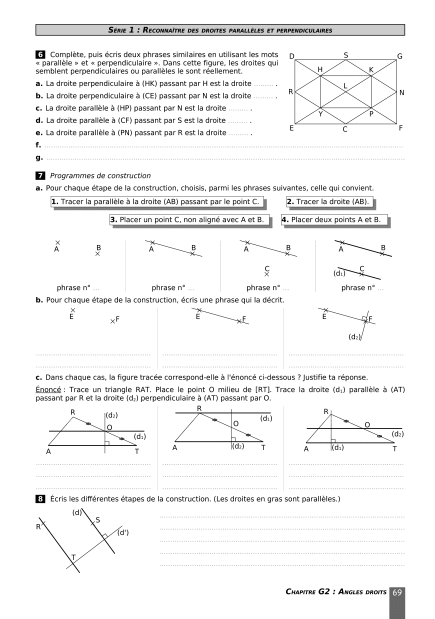 Série 1 : Reconnaître des droites parallèles et perpendiculaires
6 Complète, puis écris deux phrases similaires en utilisant les mots
« parallèle » et « perpendiculaire ». Dans cette figure, les droites qui
semblent perpendiculaires ou parallèles le sont réellement.
a. La droite perpendiculaire à (HK) passant par H est la droite ......... .
b. La droite perpendiculaire à (CE) passant par N est la droite ......... .
c. La droite parallèle à (HP) passant par N est la droite ......... .
d. La droite parallèle à (CF) passant par S est la droite ......... .
e. La droite parallèle à (PN) passant par R est la droite ......... .
f.
g.
D S G
H K
L
R N
Y P
E C F
7 Programmes de construction
a. Pour chaque étape de la construction, choisis, parmi les phrases suivantes, celle qui convient.
1. Tracer la parallèle à la droite (AB) passant par le point C.
2. Tracer la droite (AB).
3. Placer un point C, non aligné avec A et B.
4. Placer deux points A et B.
A B A B A B A B
C (d₁) C
phrase n° ... phrase n° ... phrase n° ... phrase n° ...
b. Pour chaque étape de la construction, écris une phrase qui la décrit.
E F E F E F
(d₂)
c. Dans chaque cas, la figure tracée correspond-elle à l'énoncé ci-dessous ? Justifie ta réponse.
Énoncé : Trace un triangle RAT. Place le point O milieu de [RT]. Trace la droite (d₁) parallèle à (AT)
passant par R et la droite (d₂) perpendiculaire à (AT) passant par O.
R (d₂) O (d₁) A T
R (d₁) O A (d₂) T
R O (d₂) A (d₁) T
8 Écris les différentes étapes de la construction. (Les droites en gras sont parallèles.)
(d)
S
R
(d')
T
Chapitre G2 : Angles droits 69